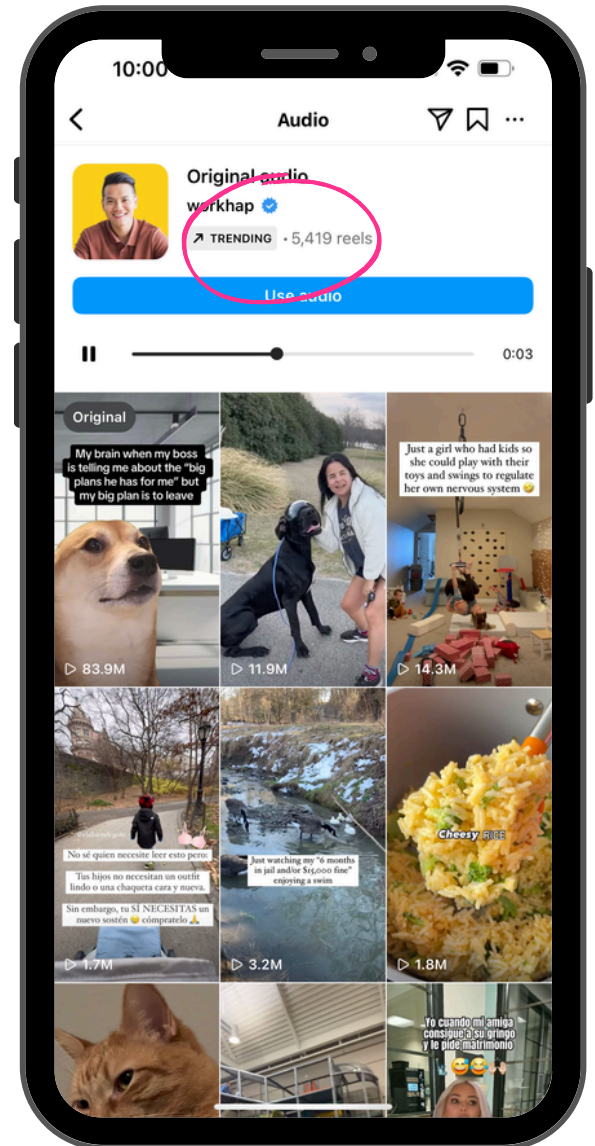 10:00
Audio
Original audio
workhap
TRENDING • 5,419 reels
Use audio
0:03
Original
My brain when my boss
is telling me about the "big
plans he has for me" but
my big plan is to leave
83.9M
11.9M
Just a girl who had kids so
she could play with their
toys and swings to regulate
her own nervous system 🤣
14.3M
No sé quien necesite leer esto pero:
Tus hijos no necesitan un outfit
lindo o una chaqueta cara y nueva.
Sin embargo, tu SÍ NECESITAS un
nuevo sostén 😄 cómpratelo 🙏
1.7M
Just watching my "6 months
in jail and/or $15,000 fine"
enjoying a swim
3.2M
Cheesy RICE
1.8M
Yo cuando mi amiga
consigue a su gringo
y le pide matrimonio